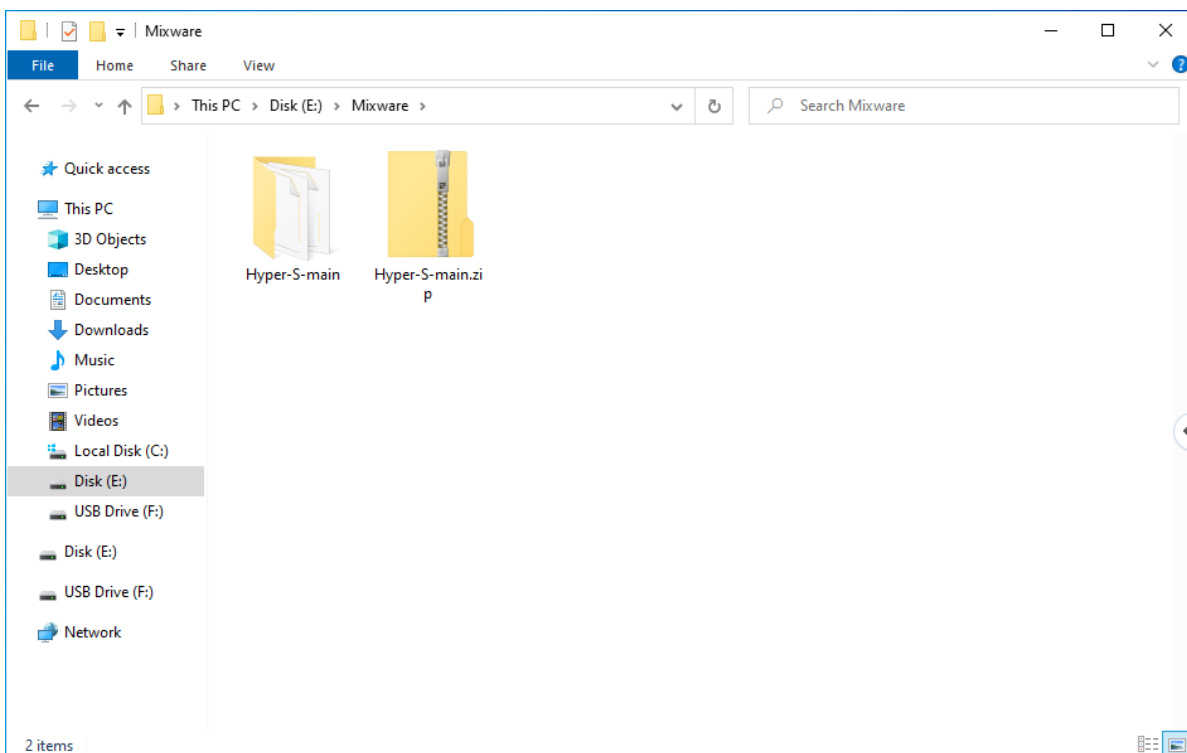 Mixware
File Home Share View
This PC > Disk (E:) > Mixware >
Search Mixware
Quick access
This PC
3D Objects
Desktop
Documents
Downloads
Music
Pictures
Videos
Local Disk (C:)
Disk (E:)
USB Drive (F:)
Disk (E:)
USB Drive (F:)
Network
Hyper-S-main
Hyper-S-main.zi
p
2 items